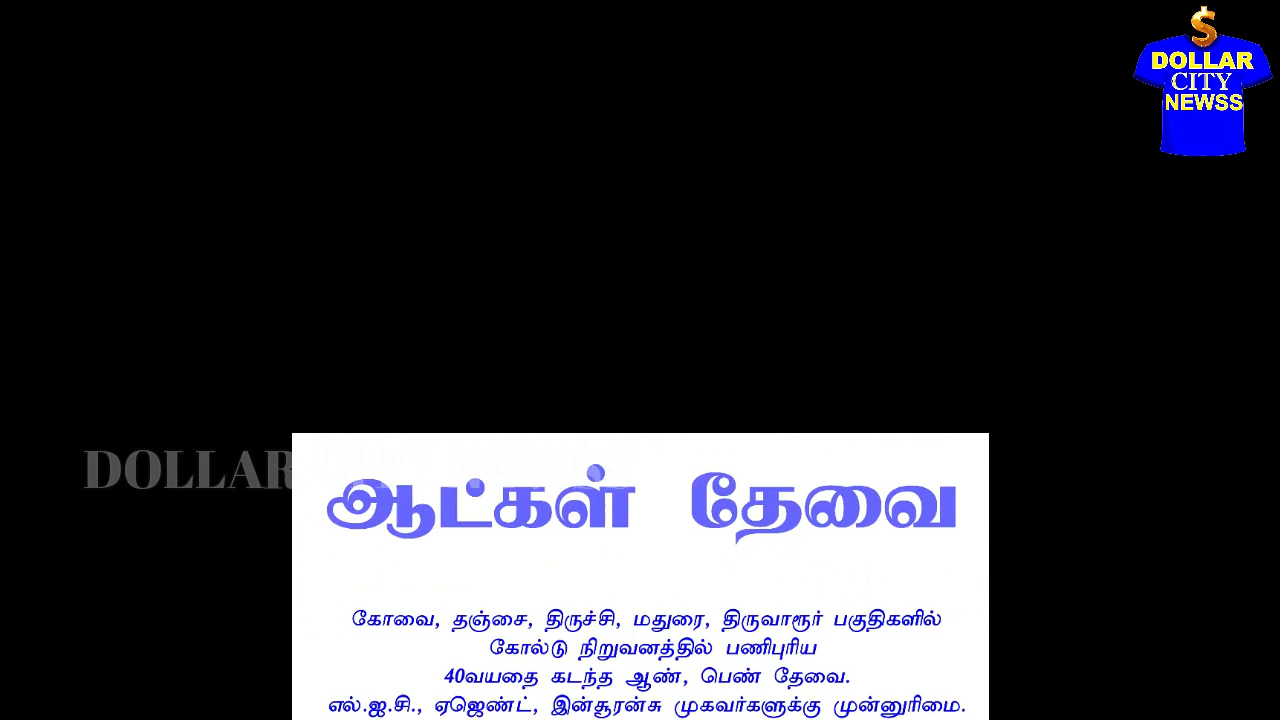 $
DOLLAR
CITY
NEWSS
DOLLAR
ஆட்கள் தேவை
கோவை, தஞ்சை, திருச்சி, மதுரை, திருவாரூர் பகுதிகளில்
கோல்டு நிறுவனத்தில் பணிபுரிய
40வயதை கடந்த ஆண், பெண் தேவை.
எல்.ஐ.சி., ஏஜெண்ட், இன்சூரன்சு முகவர்களுக்கு முன்னுரிமை.